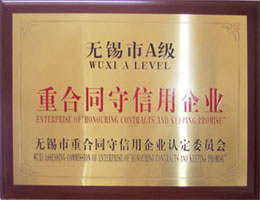 无锡市A级
WUXI A LEVEL
重合同守信用企业
ENTERPRISE OF "HONOURING CONTRACTS AND KEEPING PROMISE"
无锡市重合同守信用企业认定委员会
WUXI ASSESSING COMMISSION OF ENTERPRISE OF "HONOURING CONTRACTS AND KEEPING PROMISE"